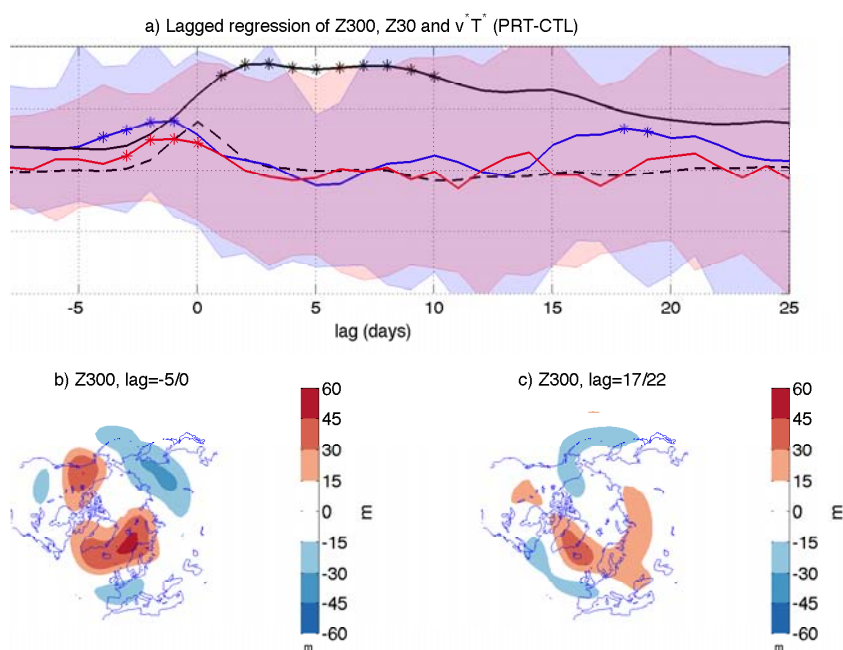 a) Lagged regression of Z300, Z30 and v*T* (PRT-CTL)
-5 0 5 10 15 20 25
lag (days)
b) Z300, lag=-5/0
60
45
30
15
0
-15
-30
-45
-60
m
m
c) Z300, lag=17/22
60
45
30
15
0
-15
-30
-45
-60
m
m